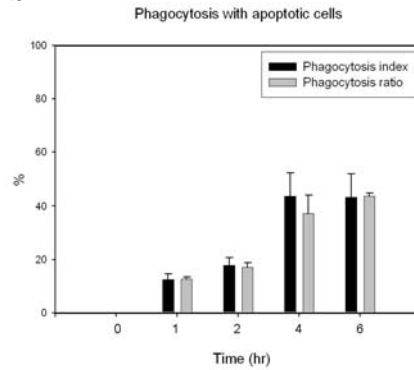 Phagocytosis with apoptotic cells
100
80
60
40
20
0
%
Phagocytosis index
Phagocytosis ratio
0 1 2 4 6
Time (hr)